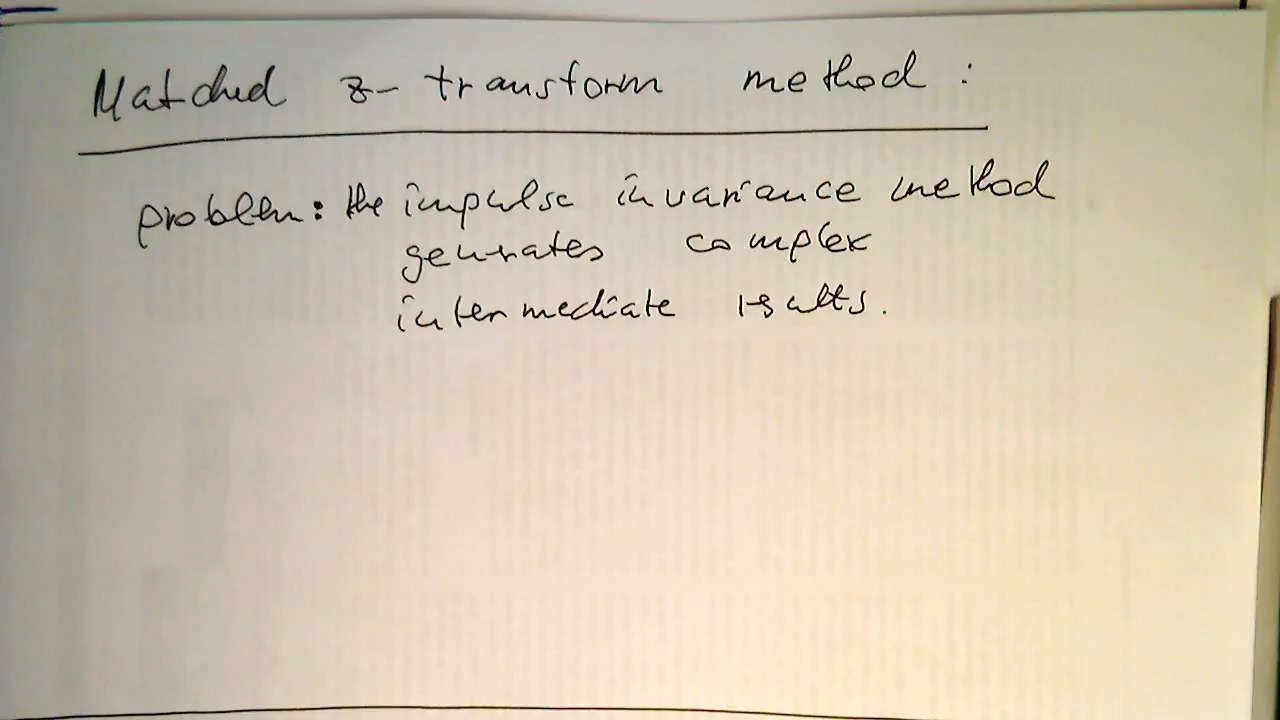 Matched z-transform method:
problem: the impulse invariance method
generates complex
intermediate results.